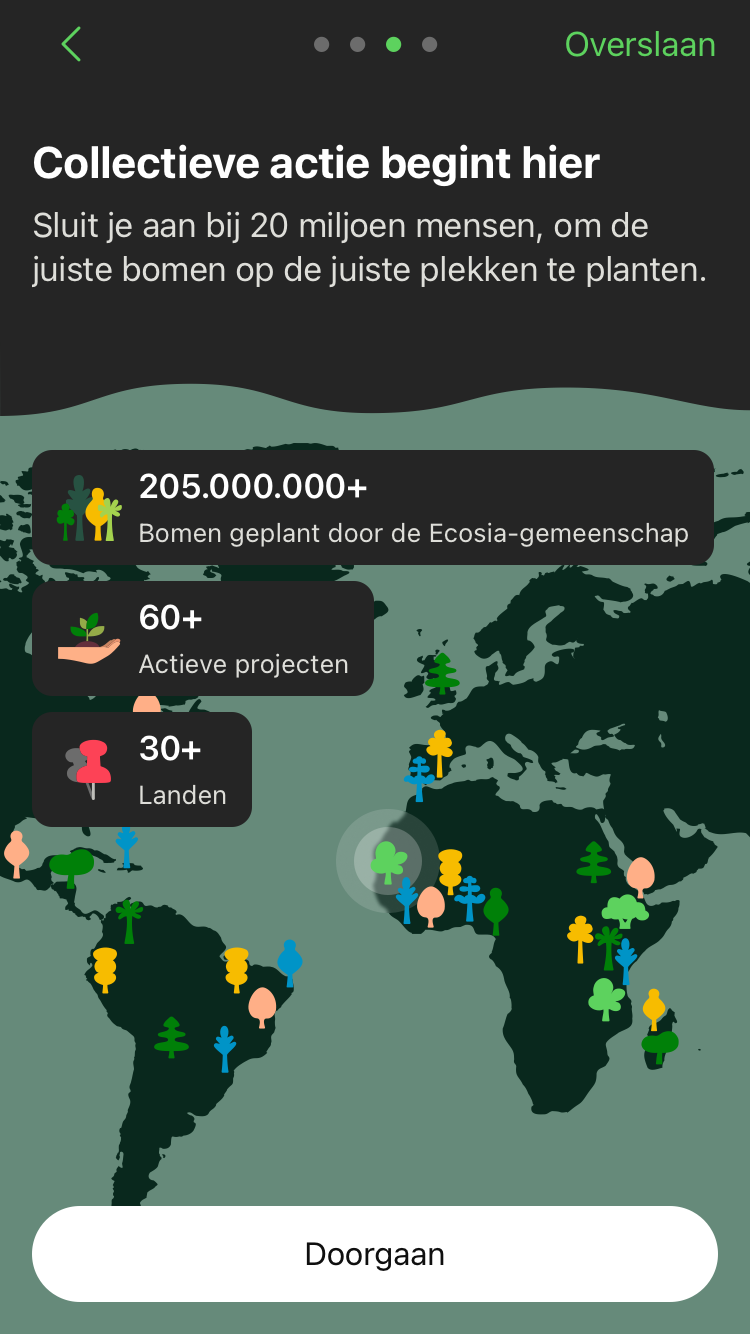 Overslaan
Collectieve actie begint hier
Sluit je aan bij 20 miljoen mensen, om de
juiste bomen op de juiste plekken te planten.
205.000.000+
Bomen geplant door de Ecosia-gemeenschap
60+
Actieve projecten
30+
Landen
Doorgaan